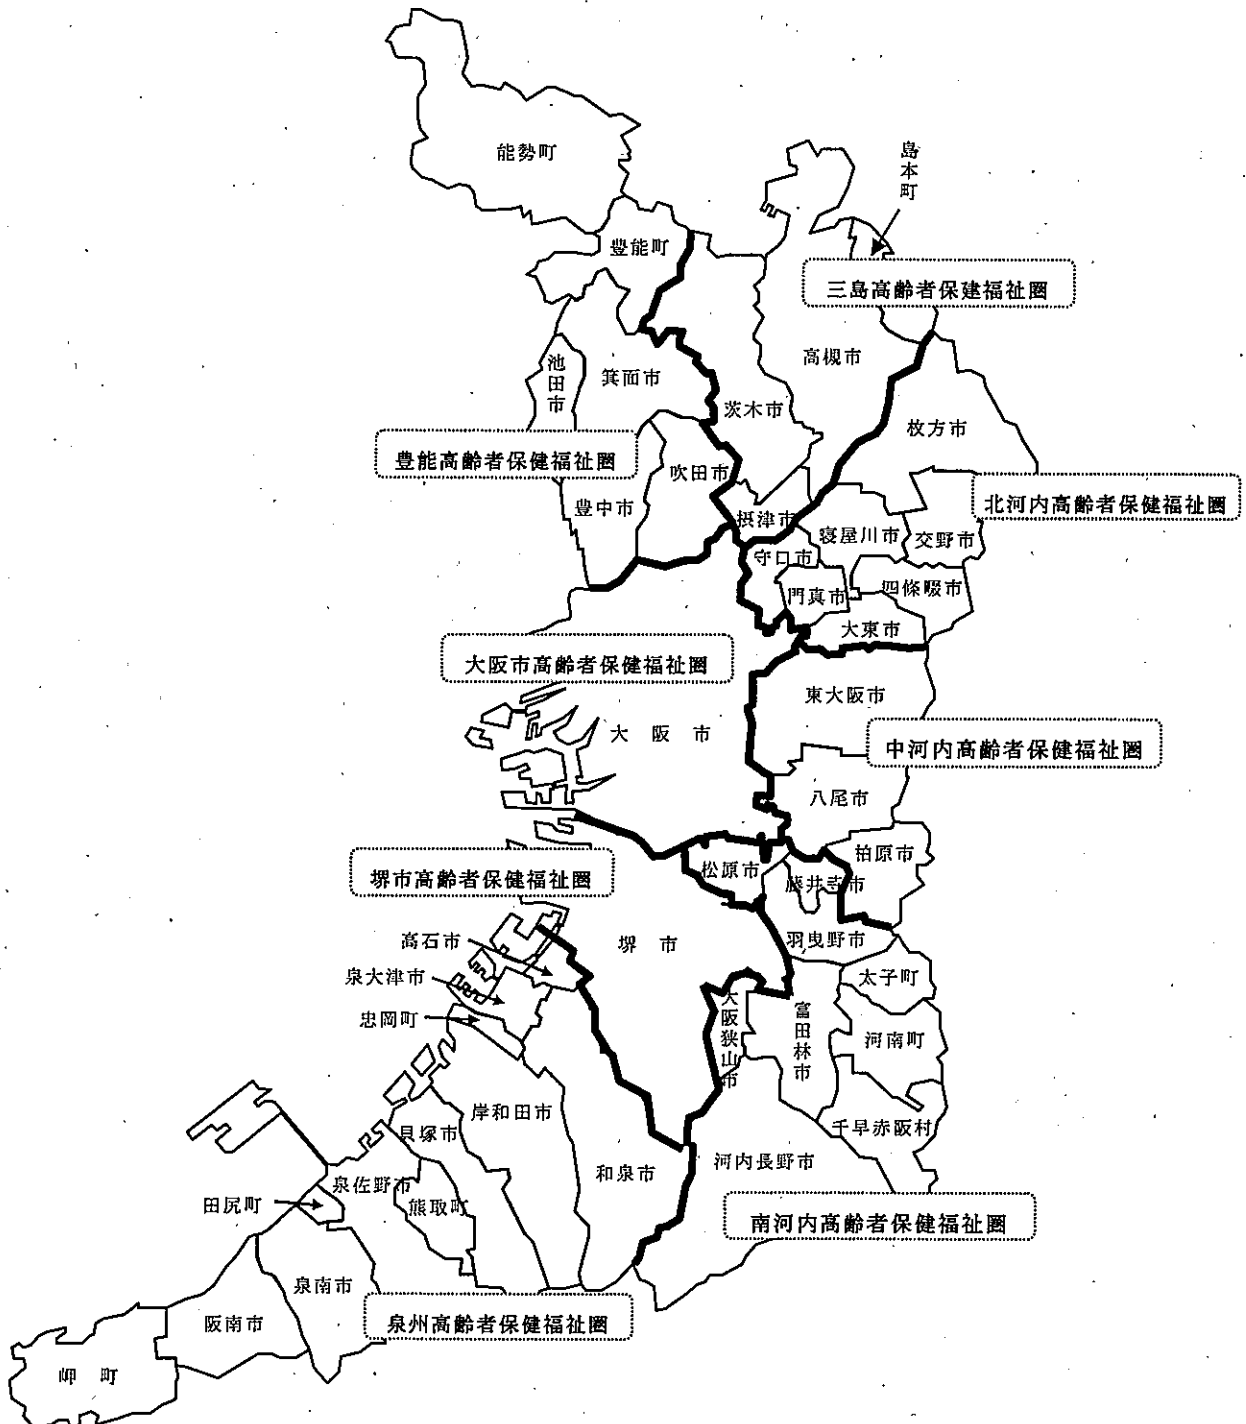 能勢町
島本町
豊能町
三島高齢者保健福祉圏
高槻市
池田市
箕面市
茨木市
枚方市
豊能高齢者保健福祉圏
吹田市
北河内高齢者保健福祉圏
豊中市
摂津市
寝屋川市
交野市
守口市
門真市
四條畷市
大東市
大阪市高齢者保健福祉圏
東大阪市
大阪市
中河内高齢者保健福祉圏
八尾市
柏原市
松原市
堺市高齢者保健福祉圏
藤井寺市
高石市
堺市
羽曳野市
泉大津市
太子町
忠岡町
大阪狭山市
富田林市
河南町
岸和田市
貝塚市
千早赤阪村
和泉市
河内長野市
泉佐野市
田尻町
熊取町
南河内高齢者保健福祉圏
泉南市
阪南市
泉州高齢者保健福祉圏
岬町